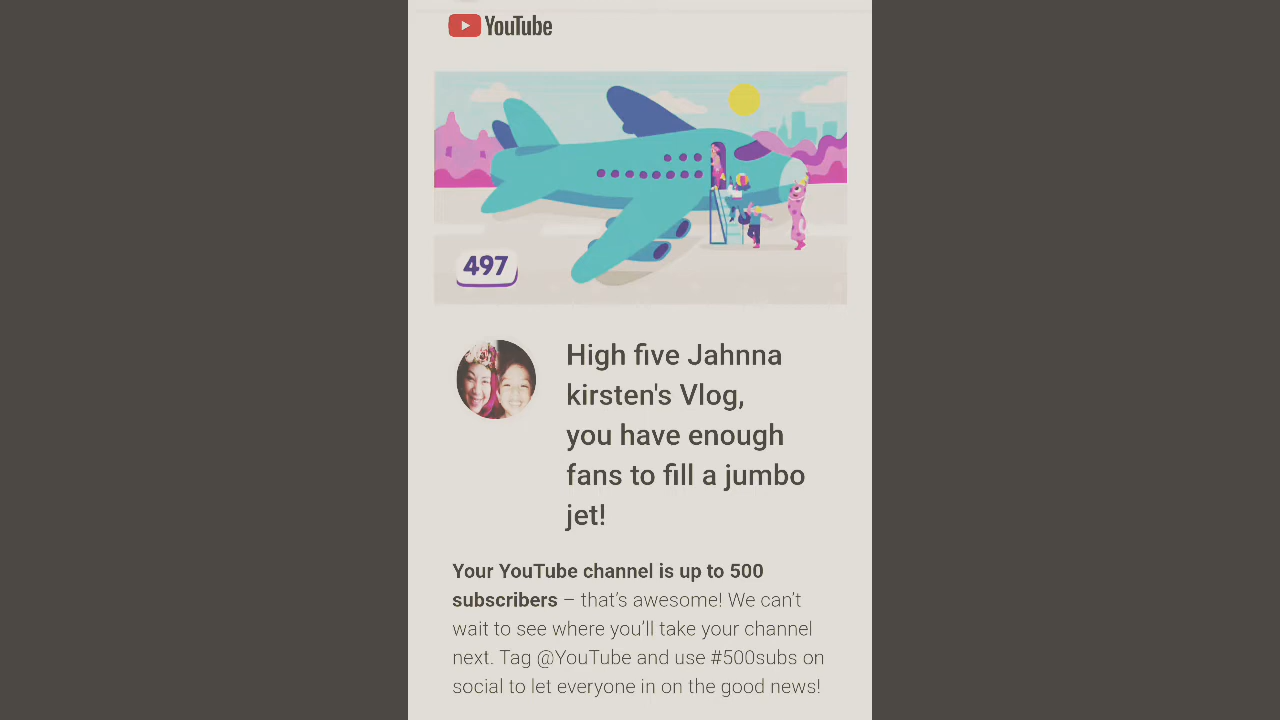 YouTube
497
High five Jahnna
kirsten's Vlog,
you have enough
fans to fill a jumbo
jet!
Your YouTube channel is up to 500
subscribers – that's awesome! We can't
wait to see where you'll take your channel
next. Tag @YouTube and use #500subs on
social to let everyone in on the good news!